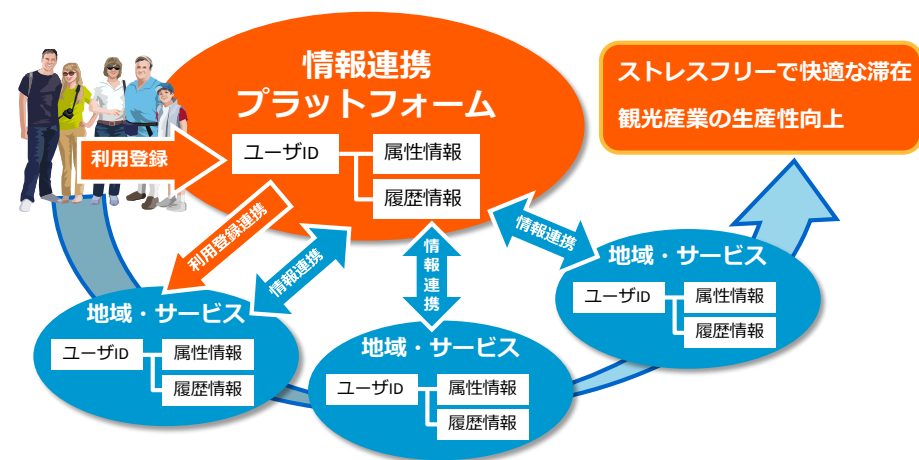 情報連携
プラットフォーム
ストレスフリーで快適な滞在
観光産業の生産性向上
利用登録
ユーザID
属性情報
履歴情報
利用登録連携
情報連携
情報連携
情報連携
地域・サービス
ユーザID
属性情報
履歴情報
地域・サービス
ユーザID
属性情報
履歴情報
地域・サービス
ユーザID
属性情報
履歴情報